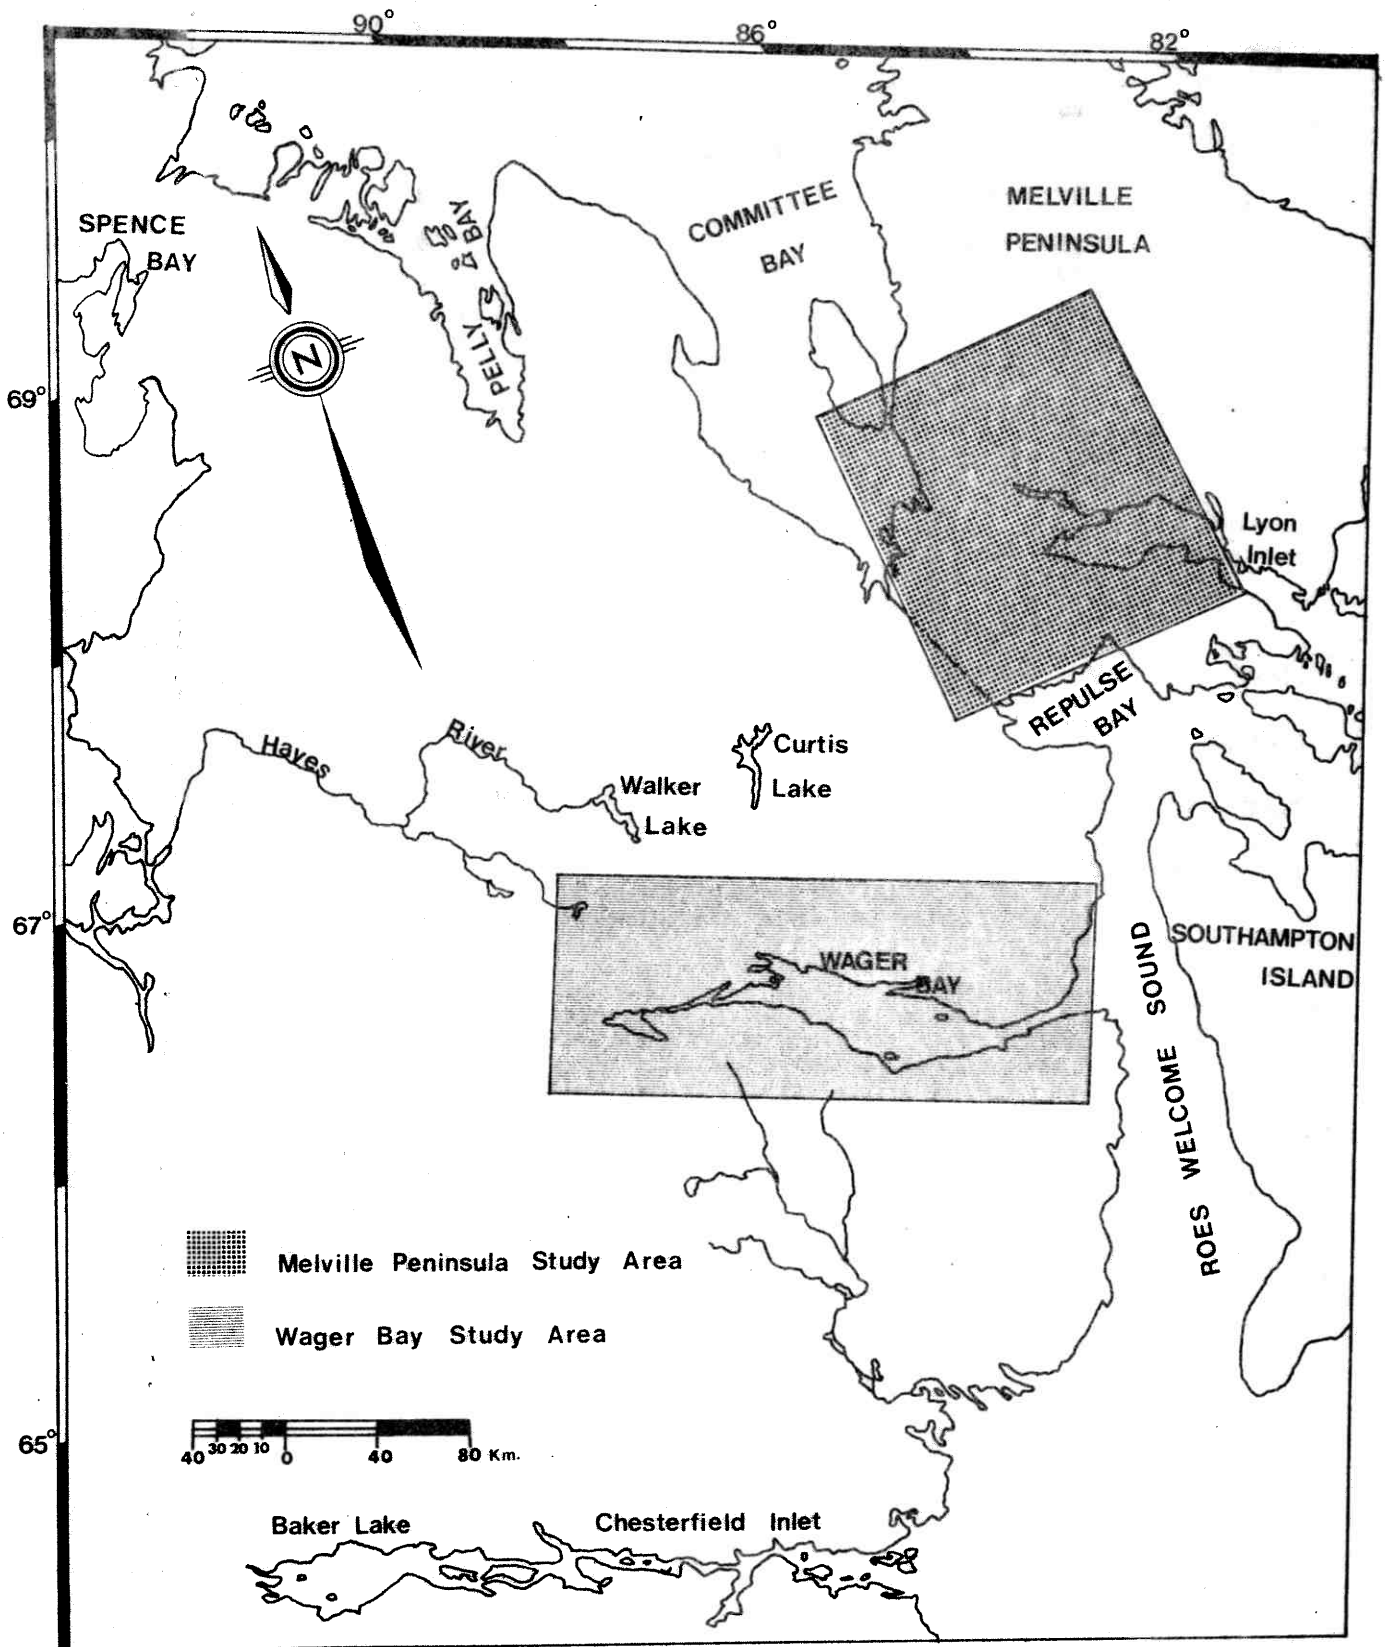 90°
86°
82°
SPENCE
BAY
PELLY BAY
COMMITTEE
BAY
MELVILLE
PENINSULA
N
69°
Lyon
Inlet
REPULSE
BAY
Hayes
River
Curtis
Lake
Walker
Lake
67°
WAGER
BAY
SOUTHAMPTON
ISLAND
ROES WELCOME SOUND
Melville Peninsula Study Area
Wager Bay Study Area
65°
40 30 20 10 0 40 80 Km.
Baker Lake
Chesterfield Inlet